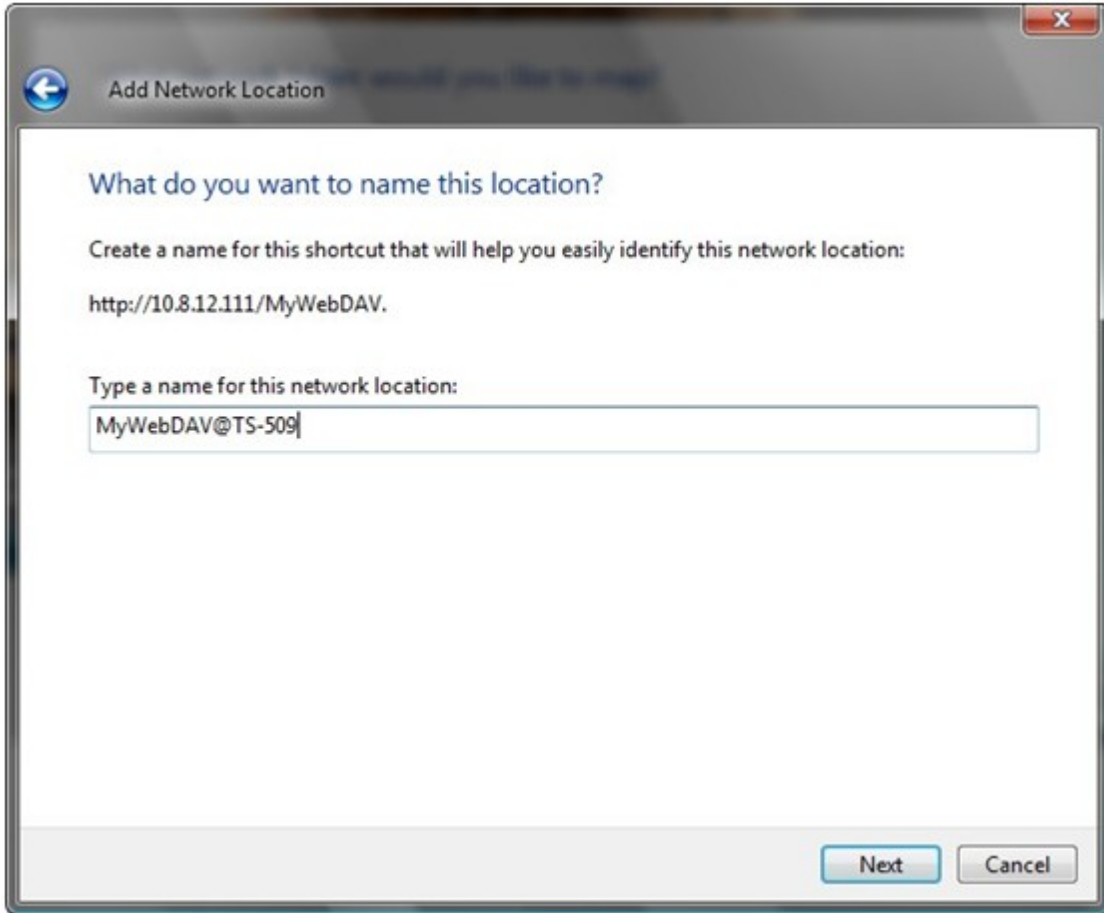 Add Network Location
What do you want to name this location?
Create a name for this shortcut that will help you easily identify this network location:
http://10.8.12.111/MyWebDAV.
Type a name for this network location:
MyWebDAV@TS-509
Next
Cancel